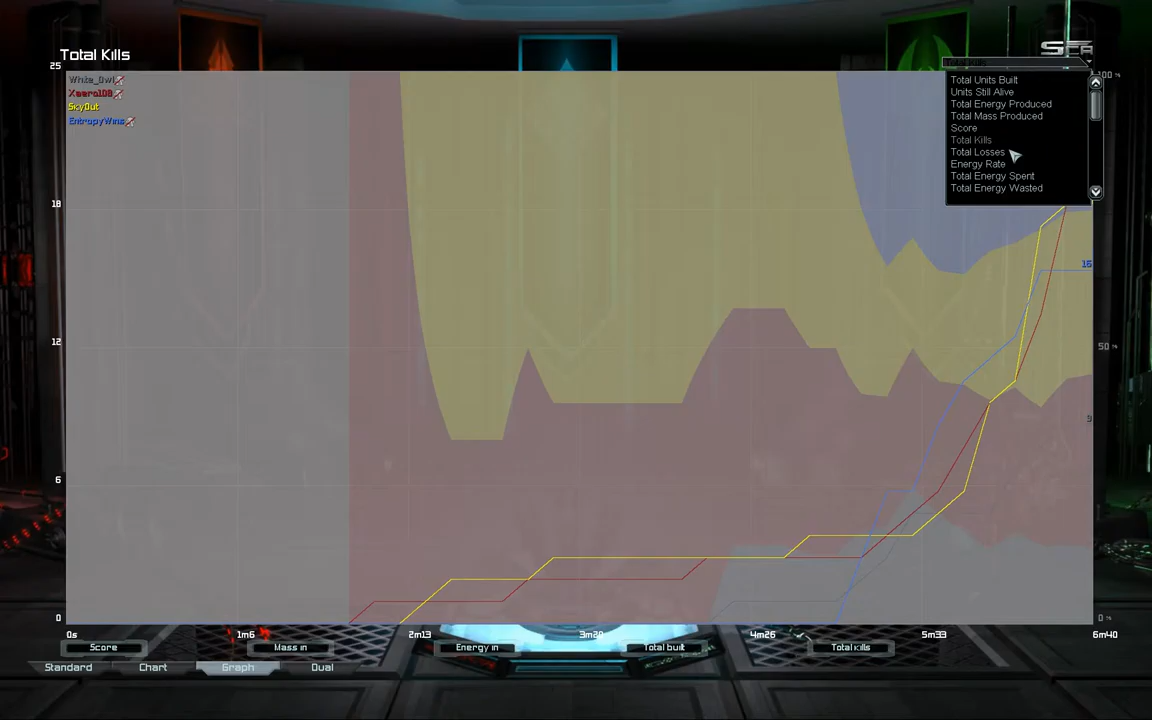 Total Kills
25
White_Owl
Xaero108
SkyOut
EntropyWins
18
12
6
0
Total Units Built
Units Still Alive
Total Energy Produced
Total Mass Produced
Score
Total Kills
Total Losses
Energy Rate
Total Energy Spent
Total Energy Wasted
100 %
16
50 %
9
0 %
0s
1m6
2m13
3m20
4m26
5m33
6m40
Score
Mass in
Energy in
Total built
Total kills
Standard
Chart
Graph
Dual